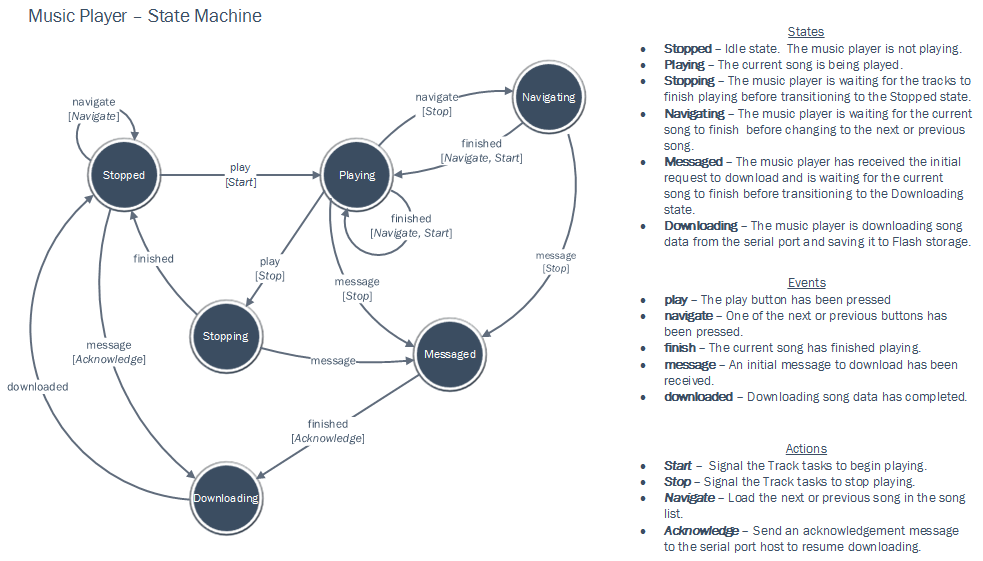 Music Player – State Machine
navigate
[Navigate]
Stopped
play
[Start]
Playing
navigate
[Stop]
Navigating
finished
[Navigate, Start]
finished
[Navigate, Start]
play
[Stop]
message
[Stop]
message
[Stop]
finished
Stopping
message
Messaged
message
[Acknowledge]
downloaded
finished
[Acknowledge]
Downloading
States
• Stopped – Idle state. The music player is not playing.
• Playing – The current song is being played.
• Stopping – The music player is waiting for the tracks to
finish playing before transitioning to the Stopped state.
• Navigating – The music player is waiting for the current
song to finish before changing to the next or previous
song.
• Messaged – The music player has received the initial
request to download and is waiting for the current
song to finish before transitioning to the Downloading
state.
• Downloading – The music player is downloading song
data from the serial port and saving it to Flash storage.
Events
• play – The play button has been pressed
• navigate – One of the next or previous buttons has
been pressed.
• finish – The current song has finished playing.
• message – An initial message to download has been
received.
• downloaded – Downloading song data has completed.
Actions
• Start – Signal the Track tasks to begin playing.
• Stop – Signal the Track tasks to stop playing.
• Navigate – Load the next or previous song in the song
list.
• Acknowledge – Send an acknowledgement message
to the serial port host to resume downloading.